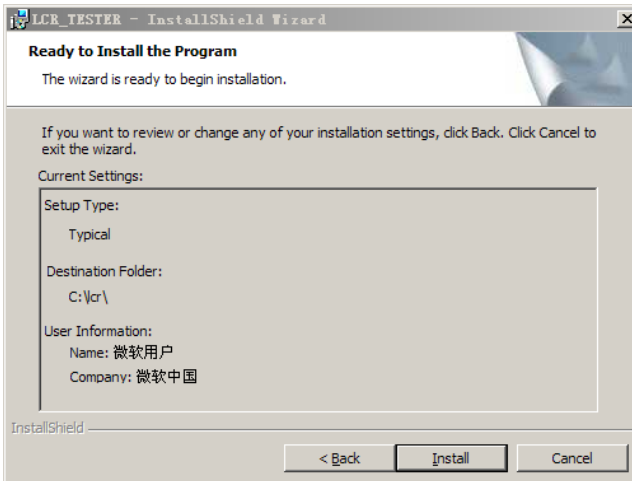 LCR_TESTER - InstallShield Wizard
Ready to Install the Program
The wizard is ready to begin installation.
If you want to review or change any of your installation settings, click Back. Click Cancel to
exit the wizard.
Current Settings:
Setup Type:
Typical
Destination Folder:
C:\lcr\
User Information:
Name: 微软用户
Company: 微软中国
InstallShield
< Back
Install
Cancel